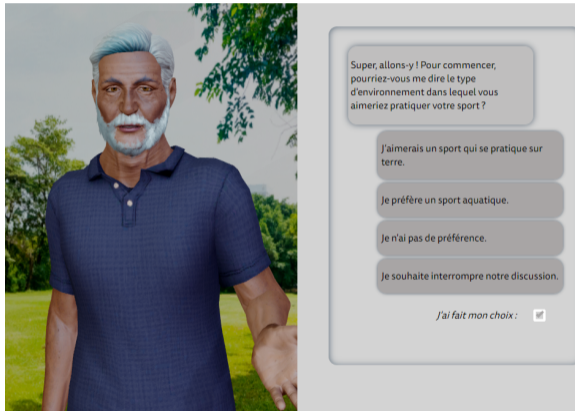 Super, allons-y ! Pour commencer,
pourriez-vous me dire le type
d'environnement dans lequel vous
aimeriez pratiquer votre sport ?
J'aimerais un sport qui se pratique sur
terre.
Je préfère un sport aquatique.
Je n'ai pas de préférence.
Je souhaite interrompre notre discussion.
J'ai fait mon choix :